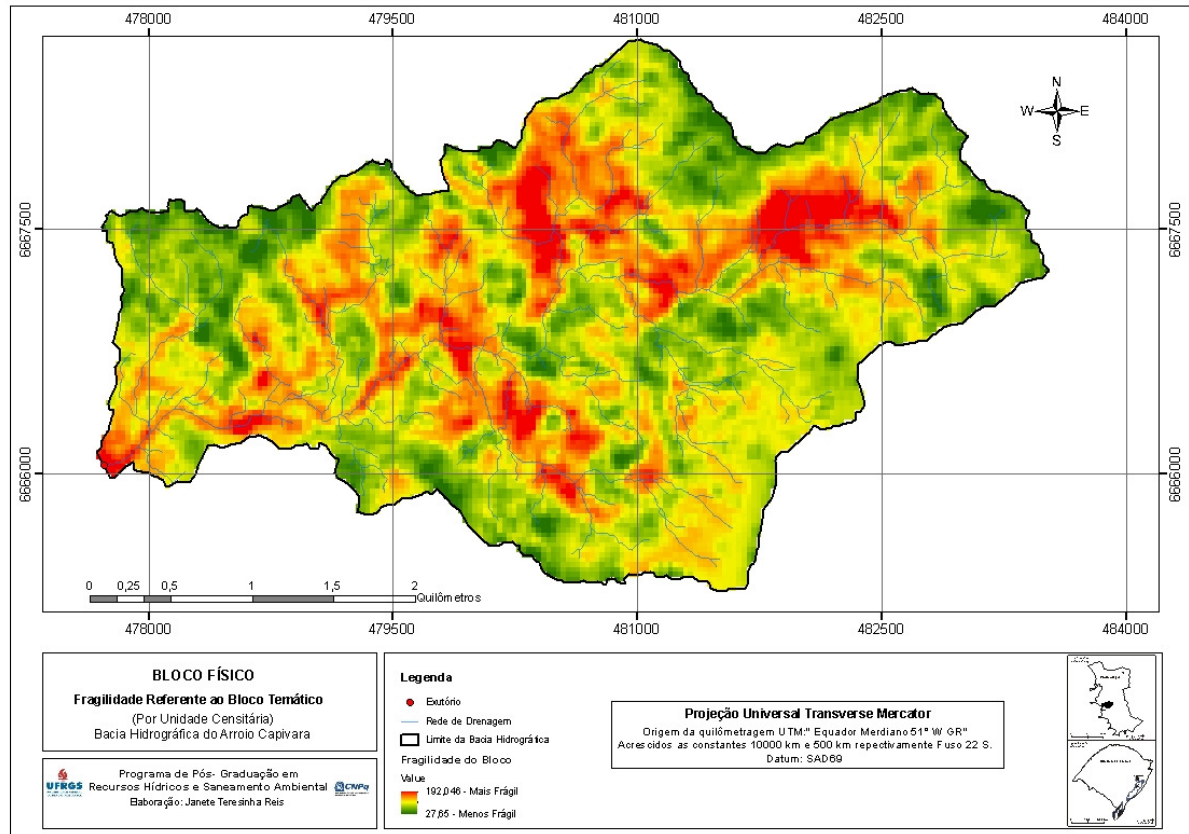 478000 479500 481000 482500 484000
N
W E
S
6667500 6667500
6666000 6666000
0 0,25 0,5 1 1,5 2
Quilômetros
478000 479500 481000 482500 484000
BLOCO FÍSICO
Fragilidade Referente ao Bloco Temático
(Por Unidade Censitária)
Bacia Hidrográfica do Arroio Capivara
UFRGS
Programa de Pós- Graduação em
Recursos Hídricos e Saneamento Ambiental
Elaboração: Janete Teresinha Reis
CNPq
Legenda
Exutório
Rede de Drenagem
Limite da Bacia Hidrográfica
Fragilidade do Bloco
Value
192,046 - Mais Frágil
27,65 - Menos Frágil
Projeção Universal Transverse Mercator
Origem da quilômetragem UTM:" Equador Merdiano 51° W GR"
Acrescidos as constantes 10000 km e 500 km repectivamente Fuso 22 S.
Datum: SAD69